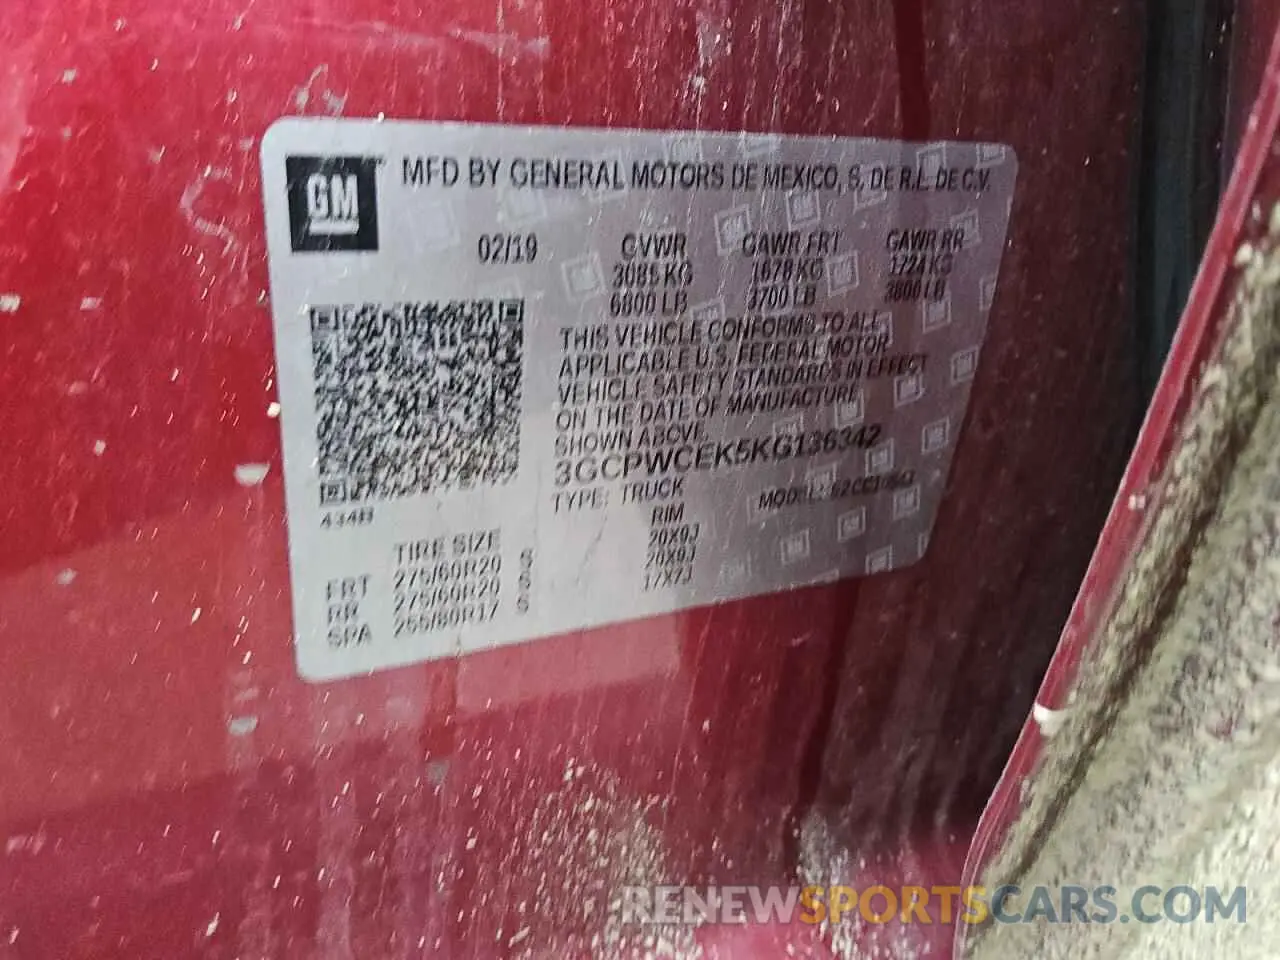 GM
MFD BY GENERAL MOTORS DE MEXICO, S. DE R.L. DE C.V.
02/19 GVWR GAWR FRT GAWR RR
3085 KG 1678 KG 1724 KG
6800 LB 3700 LB 3800 LB
THIS VEHICLE CONFORMS TO ALL
APPLICABLE U.S. FEDERAL MOTOR
VEHICLE SAFETY STANDARDS IN EFFECT
ON THE DATE OF MANUFACTURE
SHOWN ABOVE.
3GCPWCEK5KG136342
TYPE: TRUCK MODEL:
434B
TIRE SIZE RIM
FRT 275/60R20 S 20X9J
RR 275/60R20 S 20X9J
SPA 255/80R17 S 17X7J
RENEWSPORTSCARS.COM